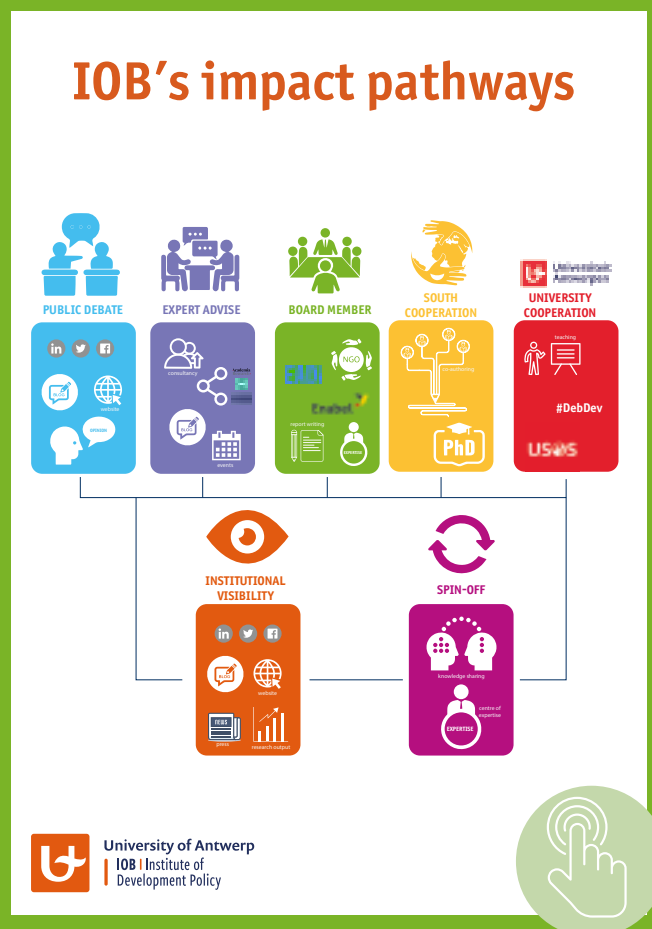 IOB’s impact pathways
PUBLIC DEBATE
EXPERT ADVISE
BOARD MEMBER
SOUTH
COOPERATION
UNIVERSITY
COOPERATION
in
BLOG
website
OPINION
consultancy
BLOG
events
NGO
Enabel
report writing
EXPERTISE
co-authoring
PhD
teaching
#DebDev
USOS
INSTITUTIONAL
VISIBILITY
in
BLOG
website
NEWS
press
research output
SPIN-OFF
knowledge sharing
centre of
expertise
EXPERTISE
University of Antwerp
IOB | Institute of
Development Policy